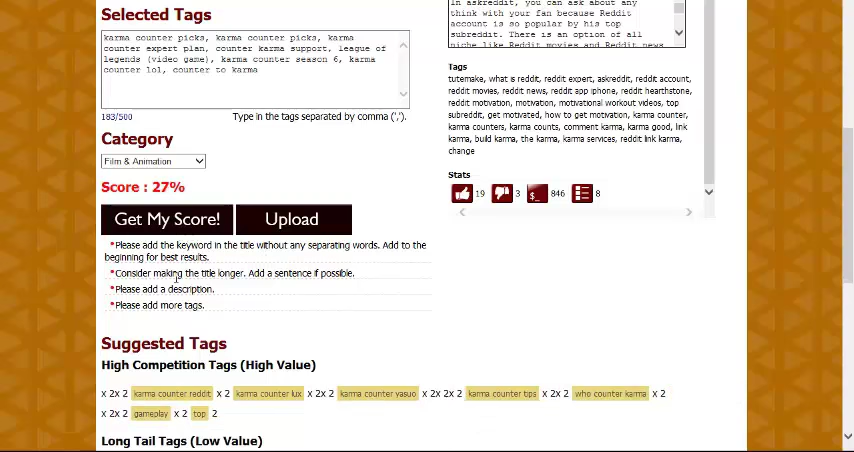 Selected Tags
karma counter picks, karma counter picks, karma
counter expert plan, counter karma support, league of
legends (video game), karma counter season 6, karma
counter lol, counter to karma
183/500
Type in the tags separated by comma (',').
Category
Film & Animation
Score : 27%
Get My Score!
Upload
*Please add the keyword in the title without any separating words. Add to the
beginning for best results.
*Consider making the title longer. Add a sentence if possible.
*Please add a description.
*Please add more tags.
Suggested Tags
High Competition Tags (High Value)
x 2x 2 karma counter reddit x 2 karma counter lux x 2x 2 karma counter yasuo x 2x 2x 2 karma counter tips x 2x 2 who counter karma x 2
x 2x 2 gameplay x 2 top 2
Long Tail Tags (Low Value)
In askreddit, you can ask about any
think with your fan because Reddit
account is so popular by his top
subreddit. There is an option of all
niche like Reddit movies and Reddit news
Tags
tutemake, what is reddit, reddit expert, askreddit, reddit account,
reddit movies, reddit news, reddit app iphone, reddit hearthstone,
reddit motivation, motivation, motivational workout videos, top
subreddit, get motivated, how to get motivation, karma counter,
karma counters, karma counts, comment karma, karma good, link
karma, build karma, the karma, karma services, reddit link karma,
change
Stats
19
3
$_ 846
8